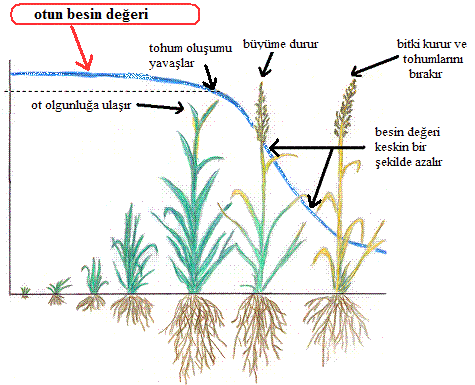 otun besin değeri
tohum oluşumu
yavaşlar
büyüme durur
bitki kurur ve
tohumlarını
bırakır
ot olgunluğa ulaşır
besin değeri
keskin bir
şekilde azalır